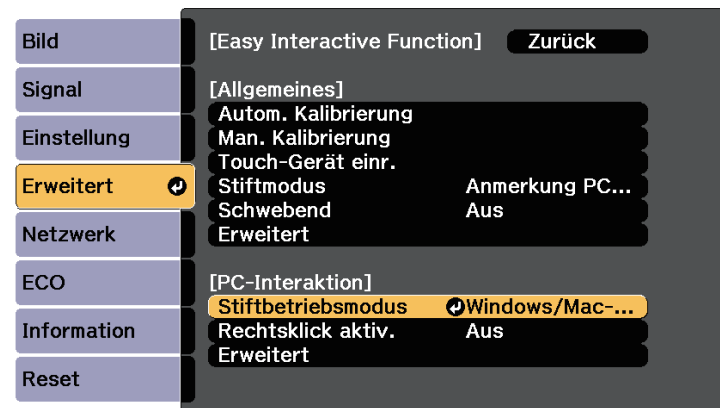 Bild
Signal
Einstellung
Erweitert
Netzwerk
ECO
Information
Reset
[Easy Interactive Function] Zurück
[Allgemeines]
Autom. Kalibrierung
Man. Kalibrierung
Touch-Gerät einr.
Stiftmodus Anmerkung PC...
Schwebend Aus
Erweitert
[PC-Interaktion]
Stiftbetriebsmodus Windows/Mac-...
Rechtsklick aktiv. Aus
Erweitert